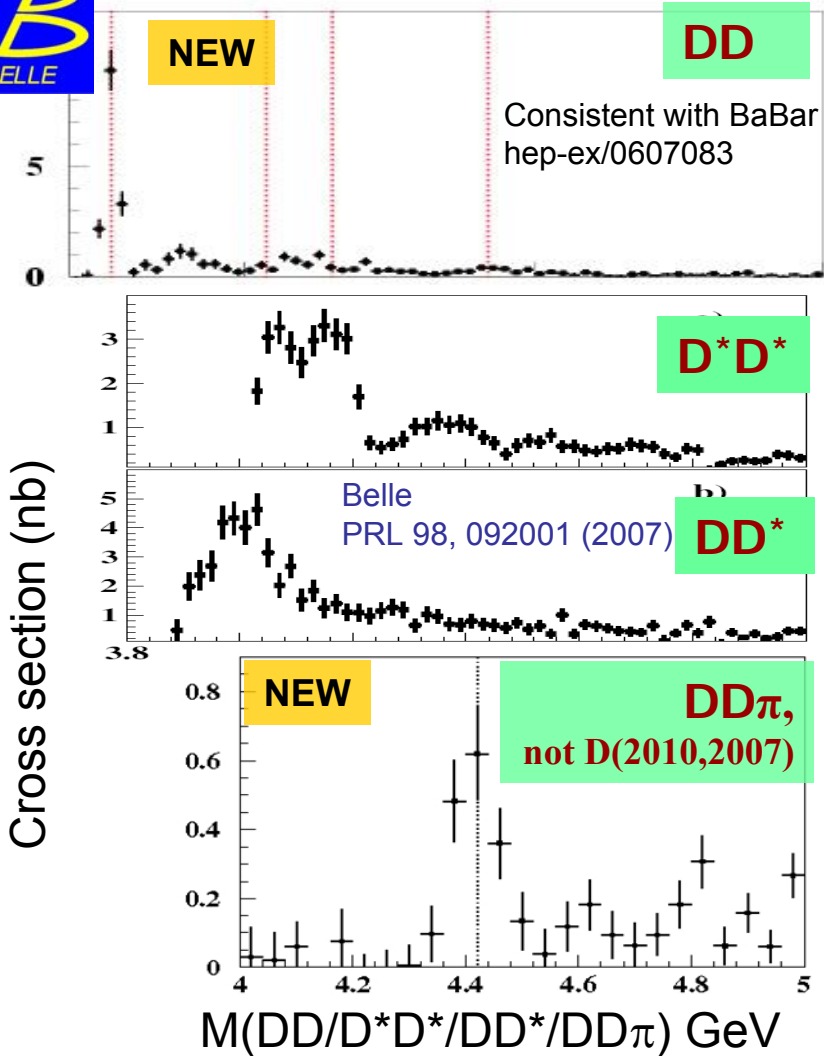 B
ELLE
NEW
DD
Consistent with BaBar
hep-ex/0607083
5
0
D*D*
3
2
1
Cross section (nb)
Belle
PRL 98, 092001 (2007)
DD*
5
4
3
2
1
3.8
NEW
DDπ,
not D(2010,2007)
0.8
0.6
0.4
0.2
0
4
4.2
4.4
4.6
4.8
5
M(DD/D*D*/DD*/DDπ) GeV